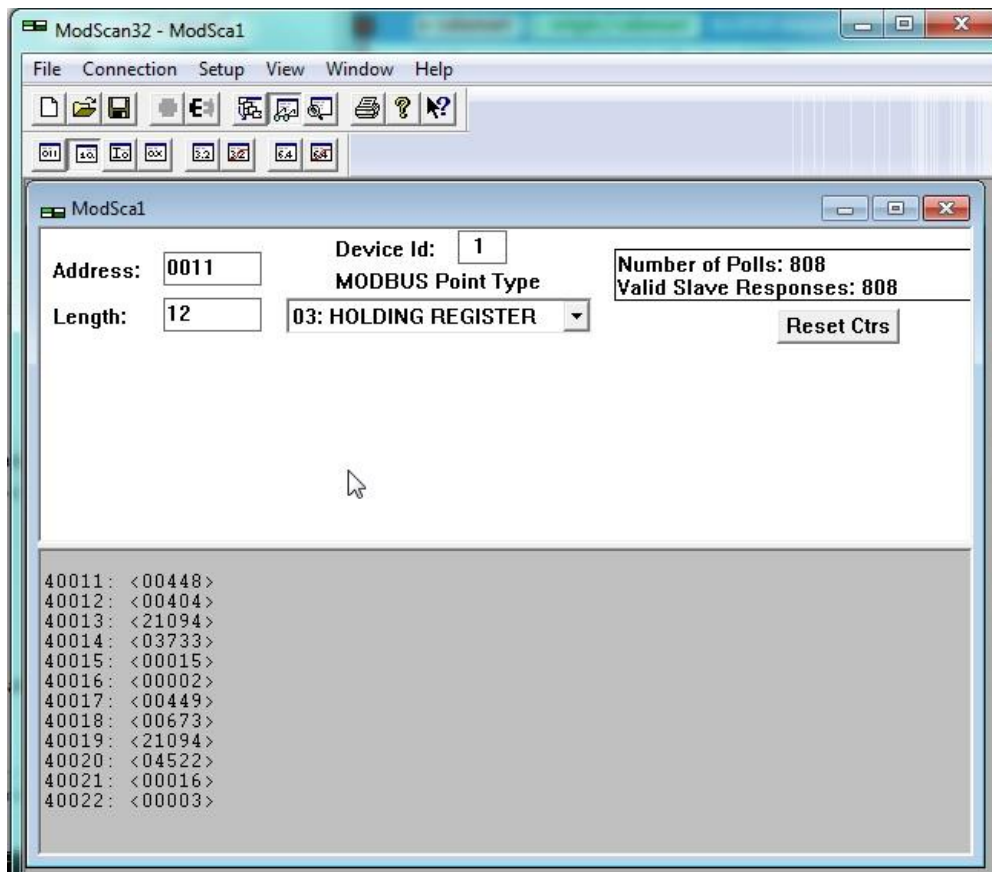 ModScan32 - ModSca1
File Connection Setup View Window Help
ModSca1
Address: 0011
Device Id: 1
MODBUS Point Type
Length: 12
03: HOLDING REGISTER
Number of Polls: 808
Valid Slave Responses: 808
Reset Ctrs
40011: <00448>
40012: <00404>
40013: <21094>
40014: <03733>
40015: <00015>
40016: <00002>
40017: <00449>
40018: <00673>
40019: <21094>
40020: <04522>
40021: <00016>
40022: <00003>